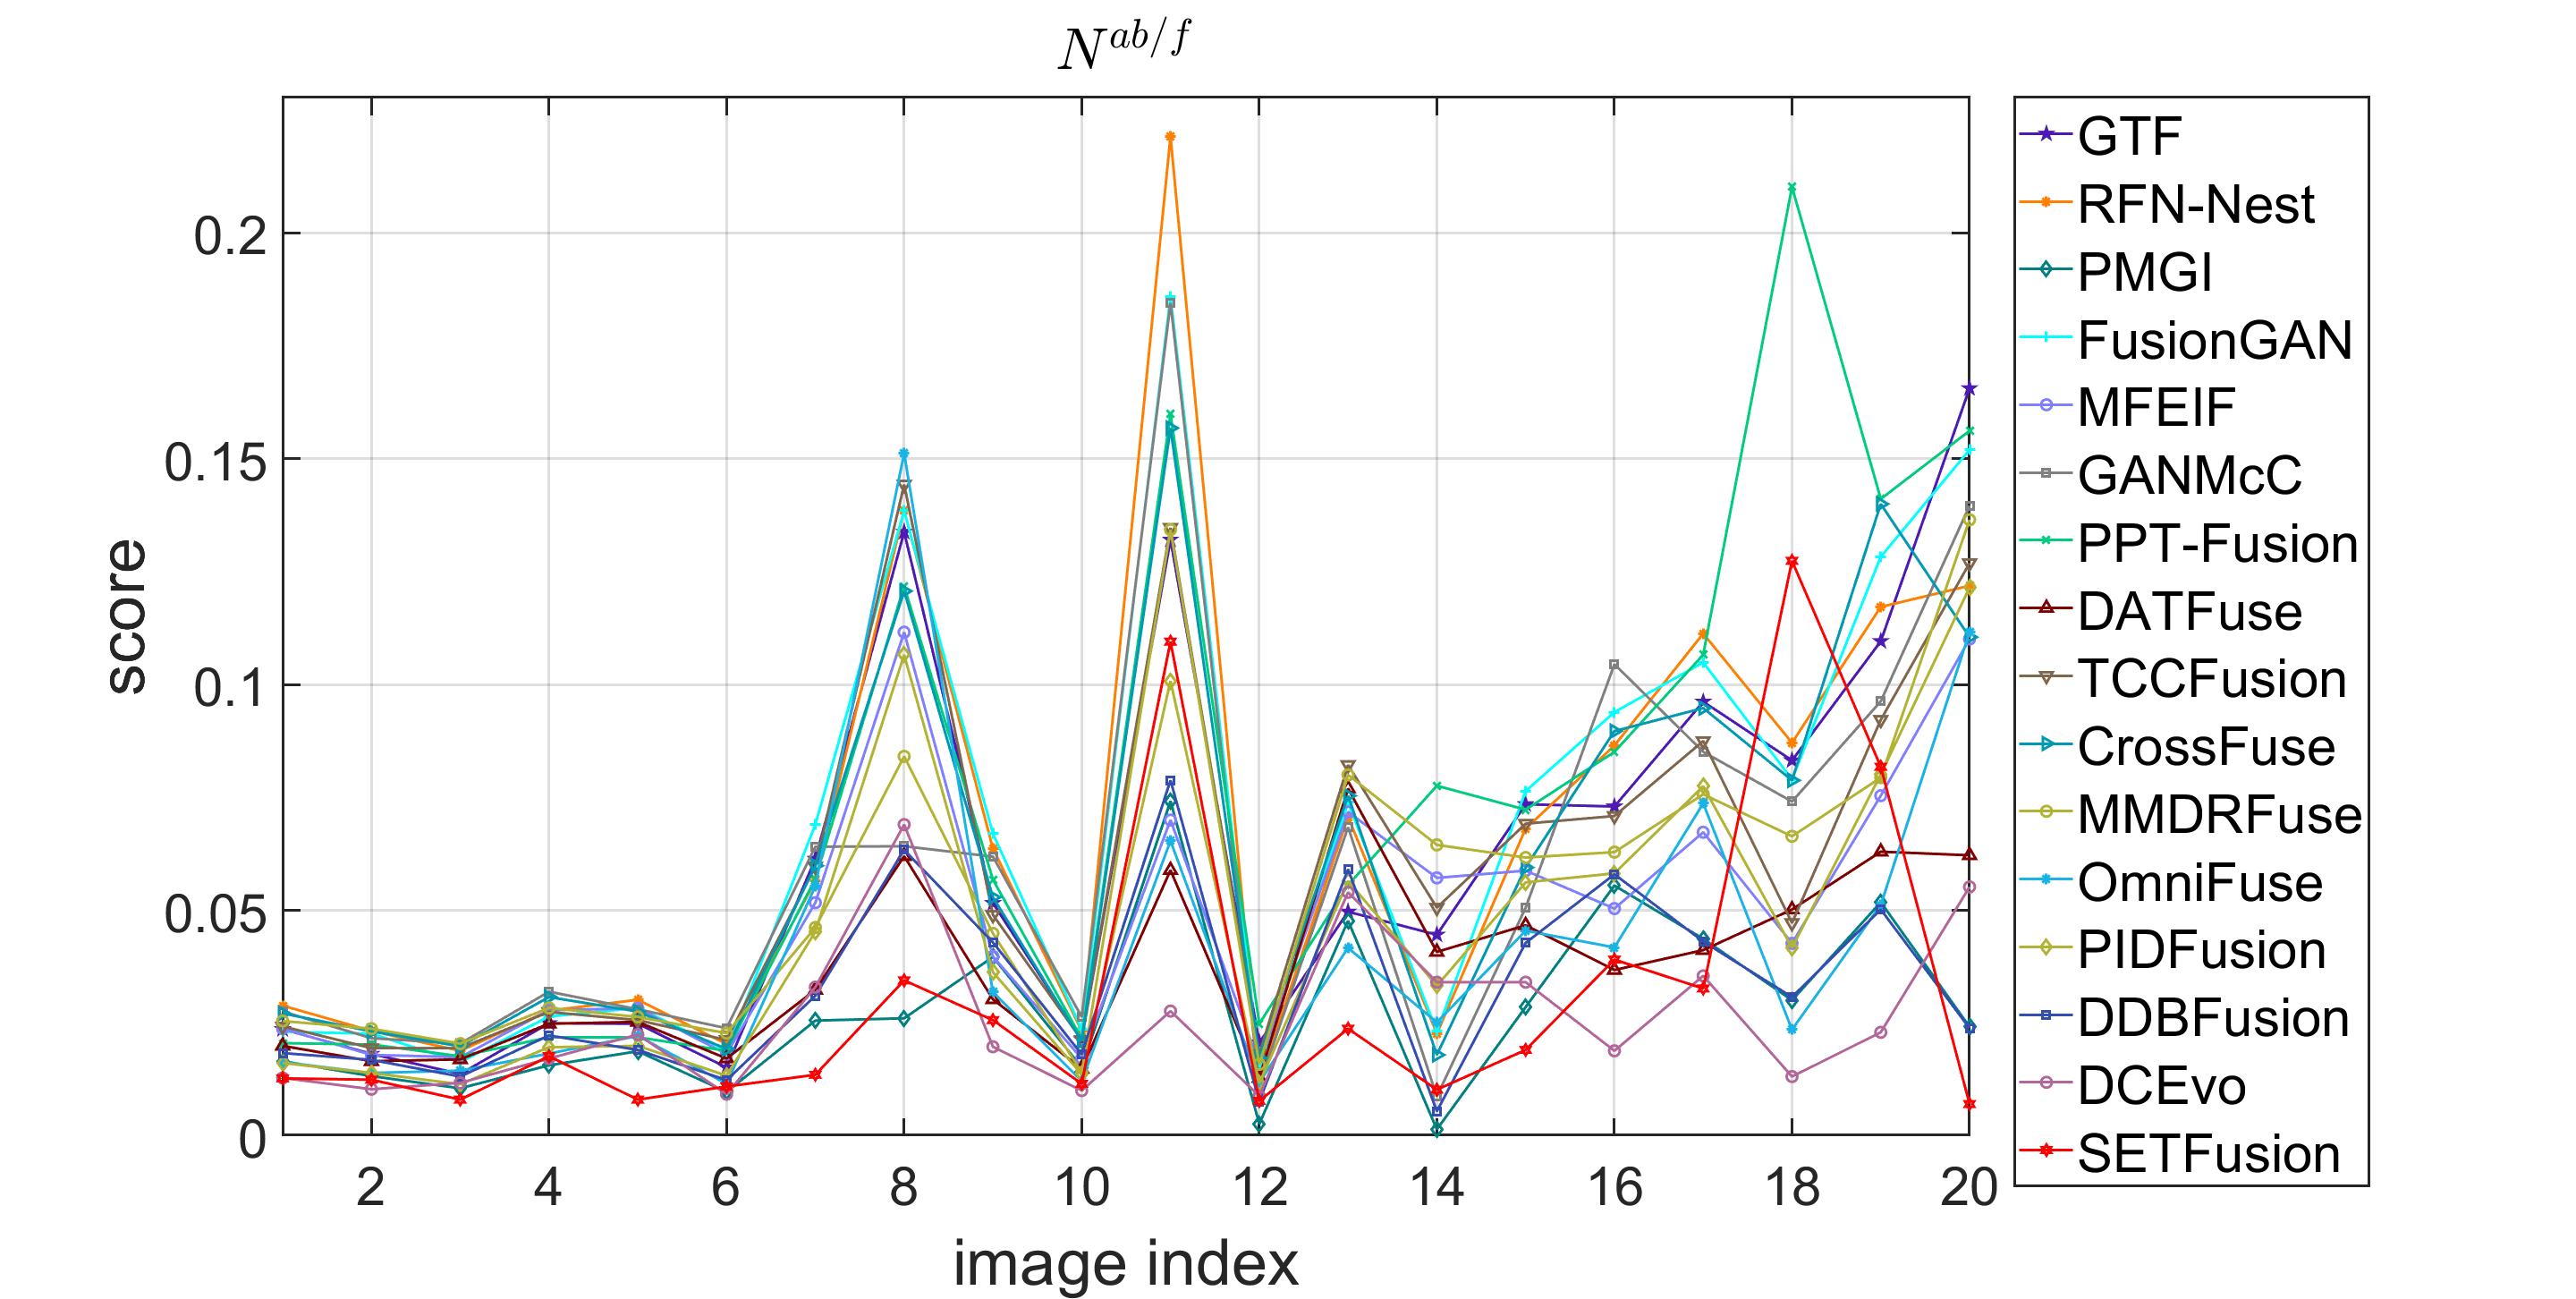 N^{ab/f}
0.2
0.15
0.1
0.05
0
score
2 4 6 8 10 12 14 16 18 20
image index
GTF
RFN-Nest
PMGI
FusionGAN
MFEIF
GANMcC
PPT-Fusion
DATFuse
TCCFusion
CrossFuse
MMDRFuse
OmniFuse
PIDFusion
DDBFusion
DCEvo
SETFusion